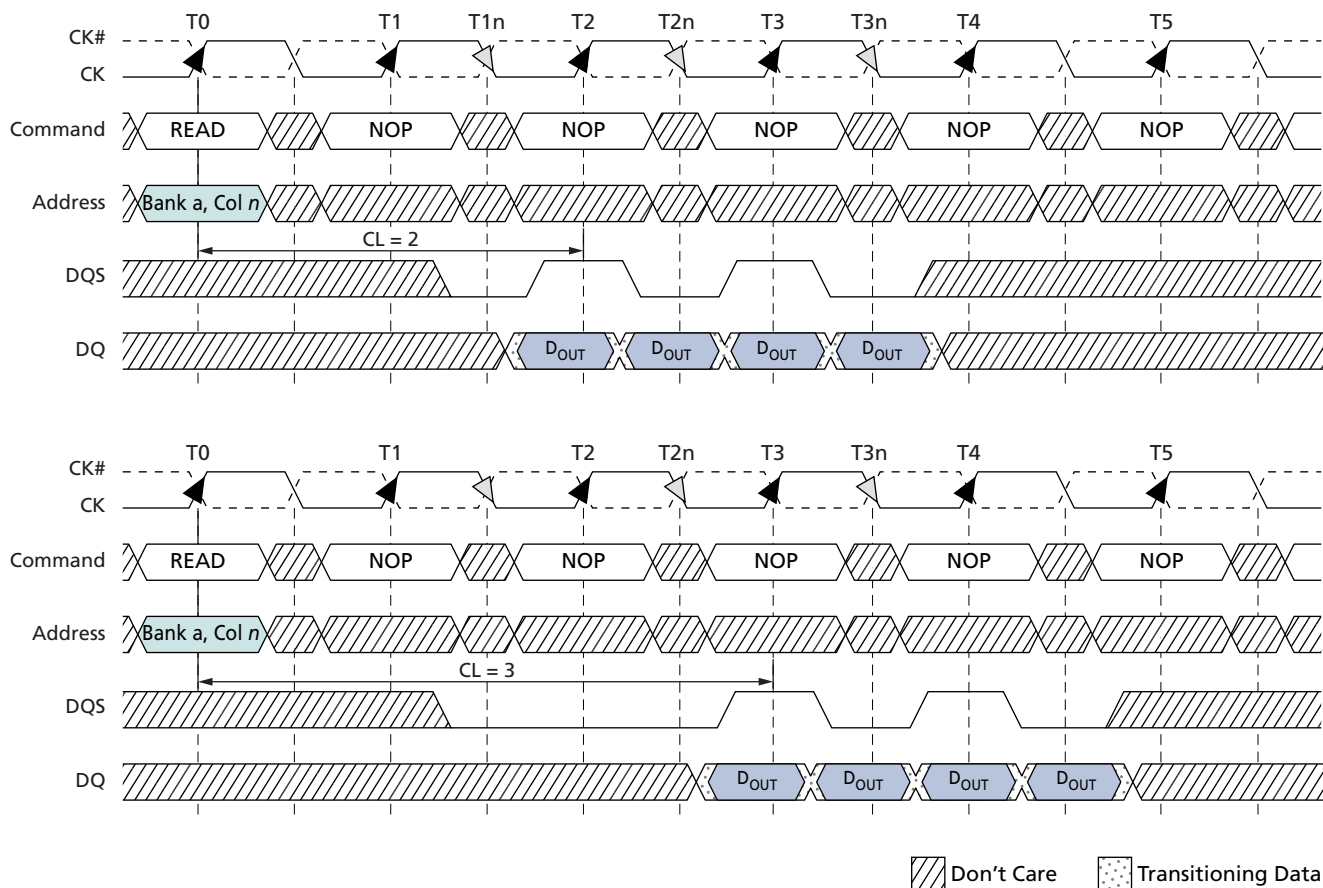 T0 T1 T1n T2 T2n T3 T3n T4 T5
CK#
CK
Command READ NOP NOP NOP NOP NOP
Address Bank a, Col n
CL = 2
DQS
DQ DOUT DOUT DOUT DOUT
T0 T1 T2 T2n T3 T3n T4 T5
CK#
CK
Command READ NOP NOP NOP NOP NOP
Address Bank a, Col n
CL = 3
DQS
DQ DOUT DOUT DOUT DOUT
Don't Care Transitioning Data